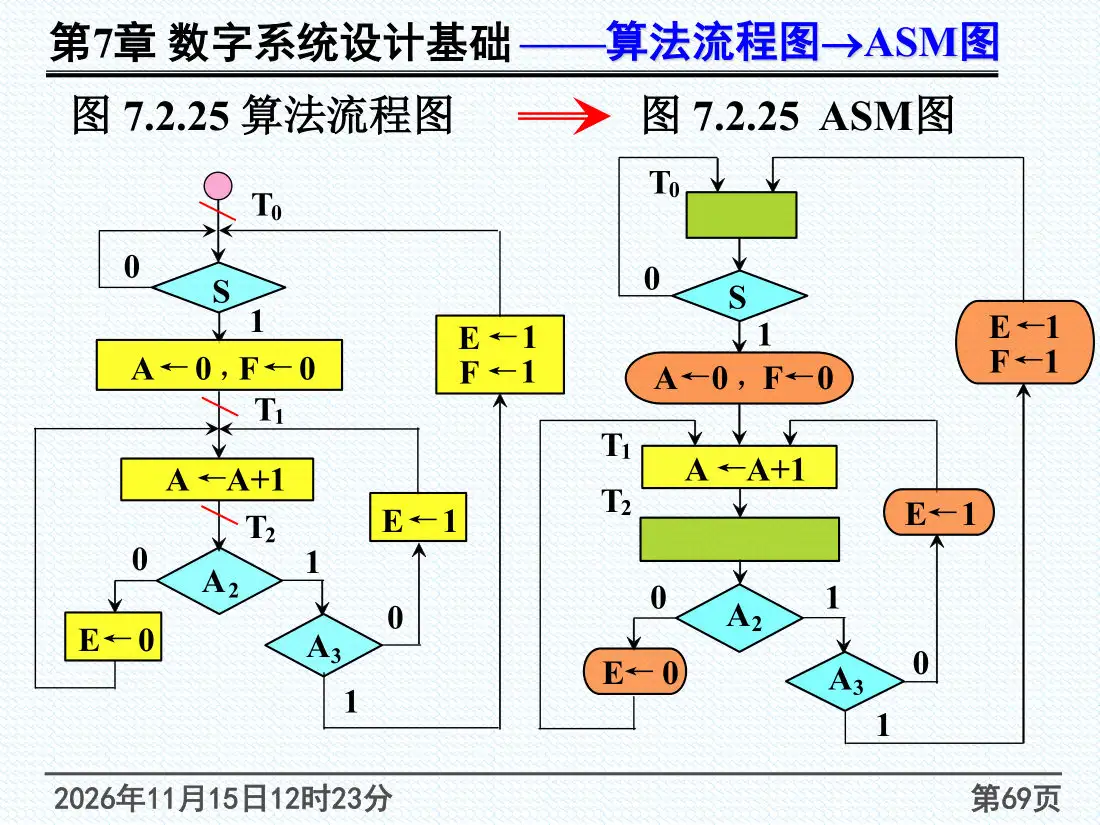 第7章 数字系统设计基础 ——算法流程图→ASM图
图 7.2.25 算法流程图
图 7.2.25 ASM图
T0
0
S
1
A←0，F←0
T1
A←A+1
T2
0
A2
1
E←0
A3
0
1
E←1
E←1
F←1
T0
0
S
1
A←0，F←0
T1
A←A+1
T2
0
A2
1
E←0
A3
0
1
E←1
E←1
F←1
2026年11月15日12时23分
第69页